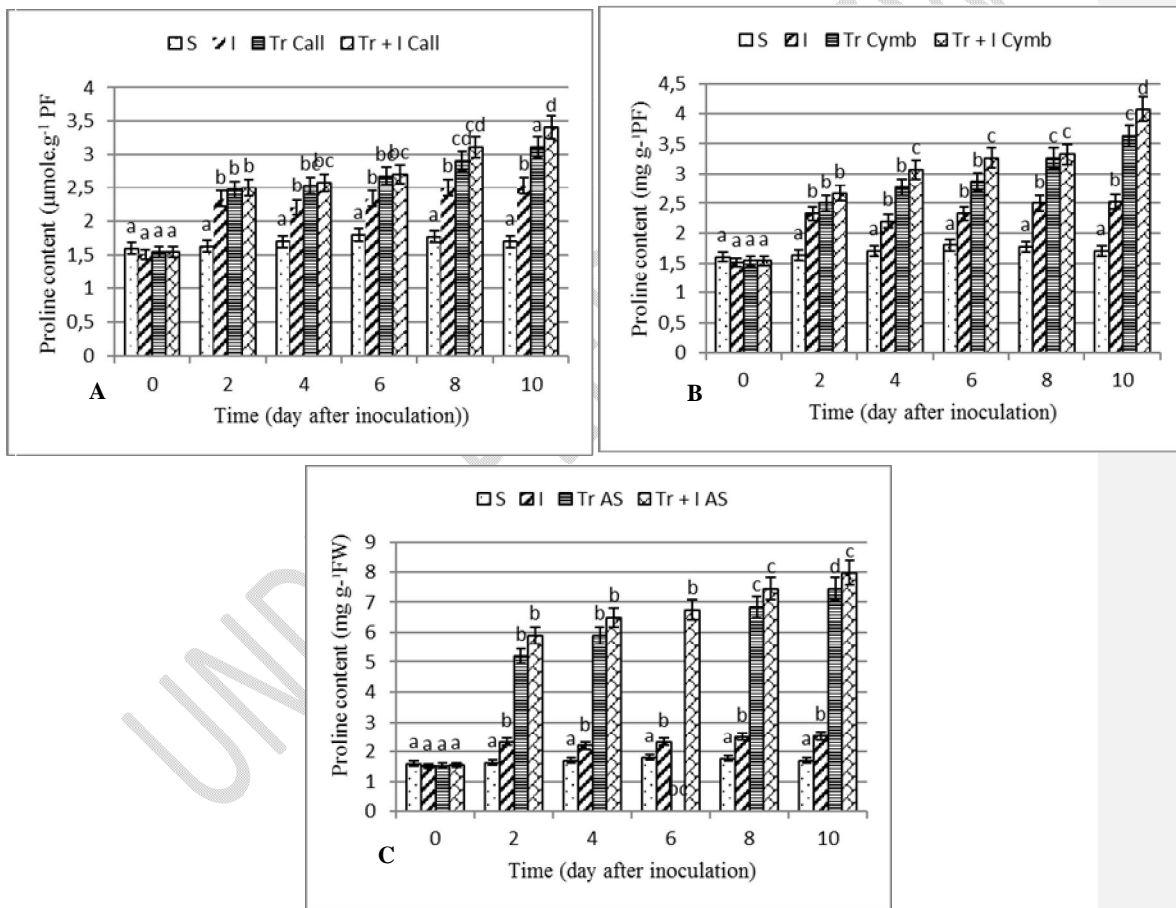 S I Tr Call Tr + I Call
Proline content (µmole.g-1 PF
4
3,5
3
2,5
2
1,5
1
0,5
0
a a a a
a b b b
a b bc bc
a b bc bc
a b cd cd
a b a d
0 2 4 6 8 10
A
Time (day after inoculation))
S I Tr Cymb Tr + I Cymb
Proline content (mg g-1PF)
4,5
4
3,5
3
2,5
2
1,5
1
0,5
0
a a a a
a b b b
a b b c
a b b c
a b c c
a b c d
0 2 4 6 8 10
B
Time (day after inoculation)
S I Tr AS Tr + I AS
Proline content (mg g-1FW)
9
8
7
6
5
4
3
2
1
0
a a a a
a b b b
a b b b
a b bc b
a b c c
a b d c
0 2 4 6 8 10
C
Time (day after inoculation)
UND